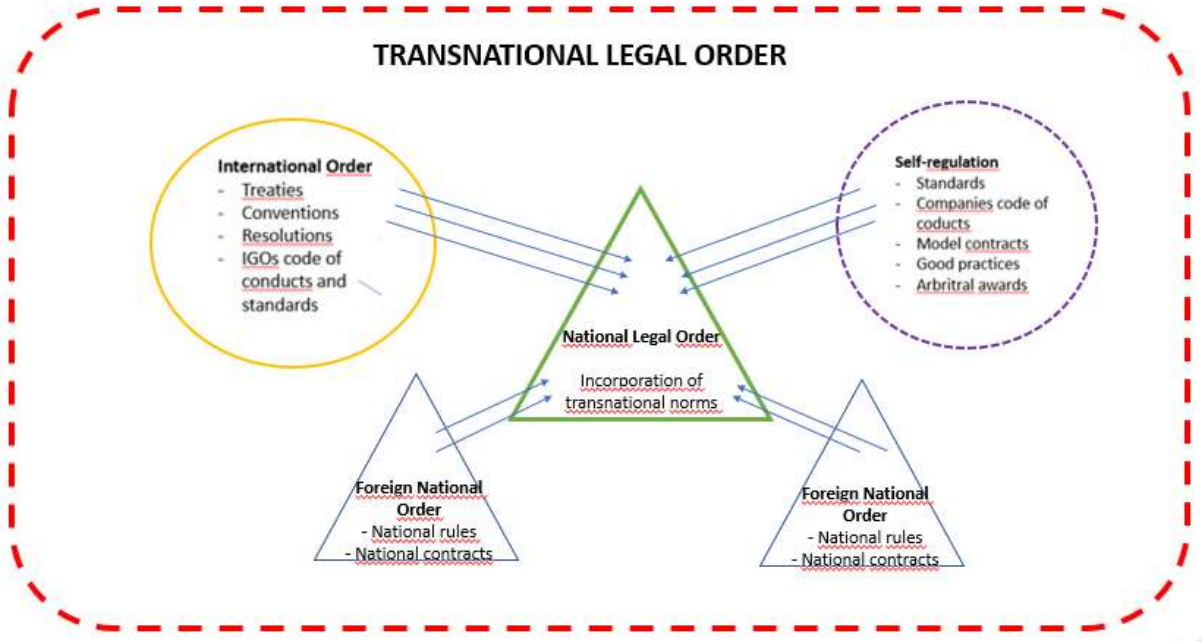 TRANSNATIONAL LEGAL ORDER
International Order
- Treaties
- Conventions
- Resolutions
- IGOs code of
conducts and
standards
Self-regulation
- Standards
- Companies code of
coducts
- Model contracts
- Good practices
- Arbritral awards
National Legal Order
Incorporation of
transnational norms
Foreign National
Order
- National rules
- National contracts
Foreign National
Order
- National rules
- National contracts